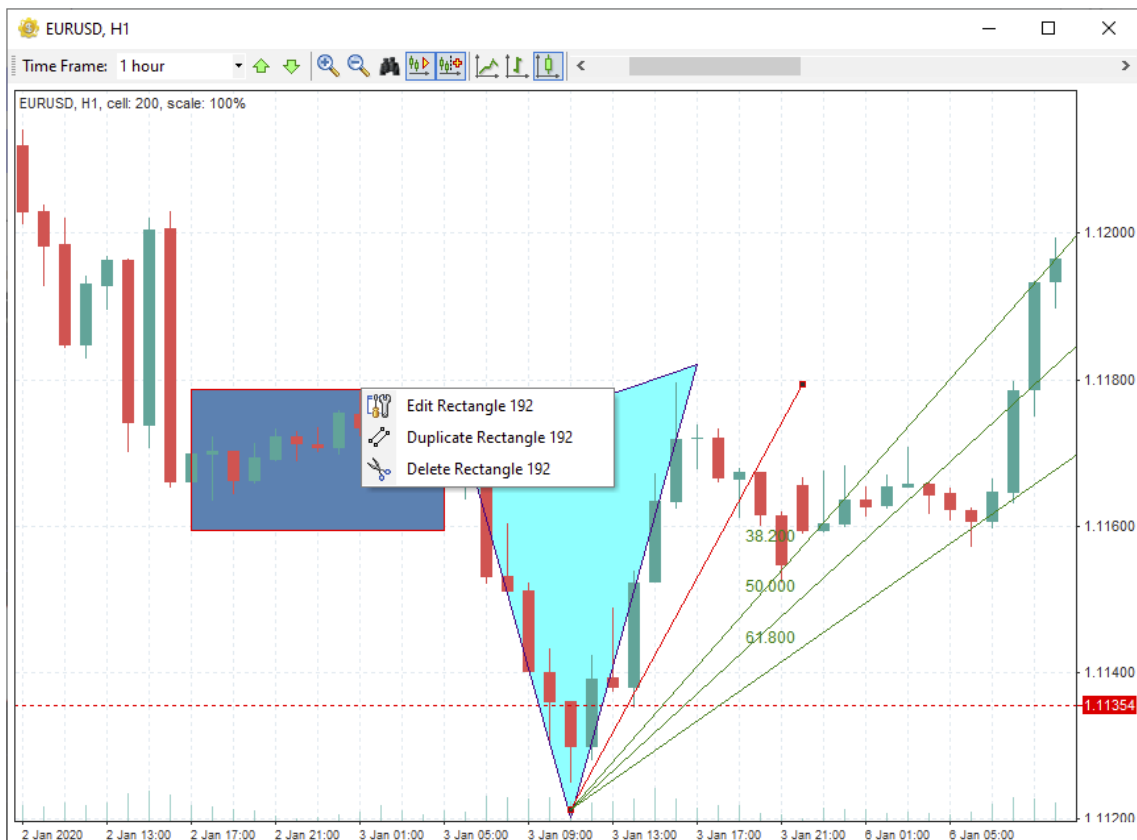 EURUSD, H1
Time Frame: 1 hour
EURUSD, H1, cell: 200, scale: 100%
1.12000
1.11800
Edit Rectangle 192
Duplicate Rectangle 192
Delete Rectangle 192
38.200
1.11600
50.000
61.800
1.11400
1.11354
1.11200
2 Jan 2020 2 Jan 13:00 2 Jan 17:00 2 Jan 21:00 3 Jan 01:00 3 Jan 05:00 3 Jan 09:00 3 Jan 13:00 3 Jan 17:00 3 Jan 21:00 6 Jan 01:00 6 Jan 05:00